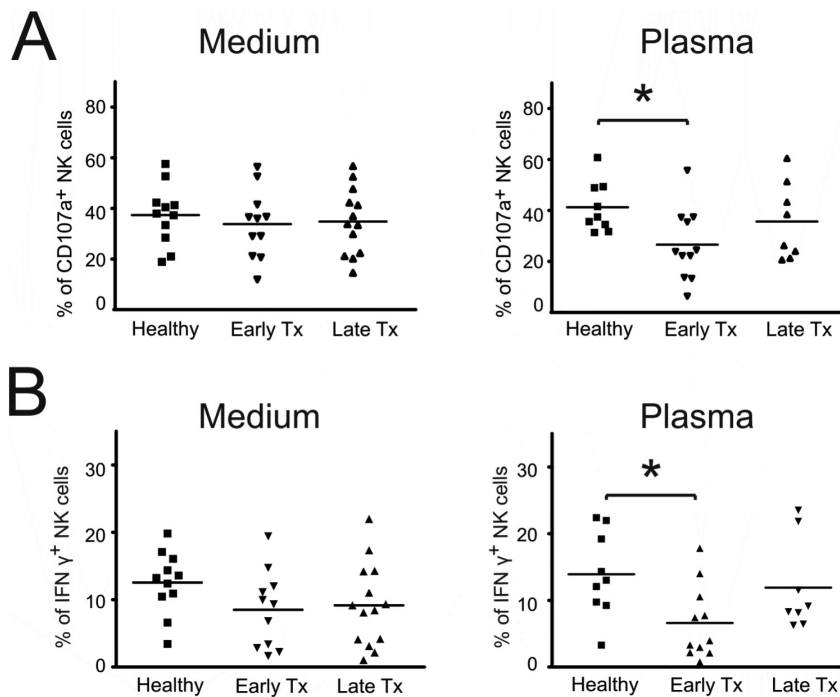 A
Medium
Plasma
% of CD107a+ NK cells
80
60
40
20
0
Healthy
Early Tx
Late Tx
% of CD107a+ NK cells
80
60
40
20
0
*
Healthy
Early Tx
Late Tx
B
Medium
Plasma
% of IFN γ+ NK cells
30
20
10
0
Healthy
Early Tx
Late Tx
% of IFN γ+ NK cells
30
20
10
0
*
Healthy
Early Tx
Late Tx